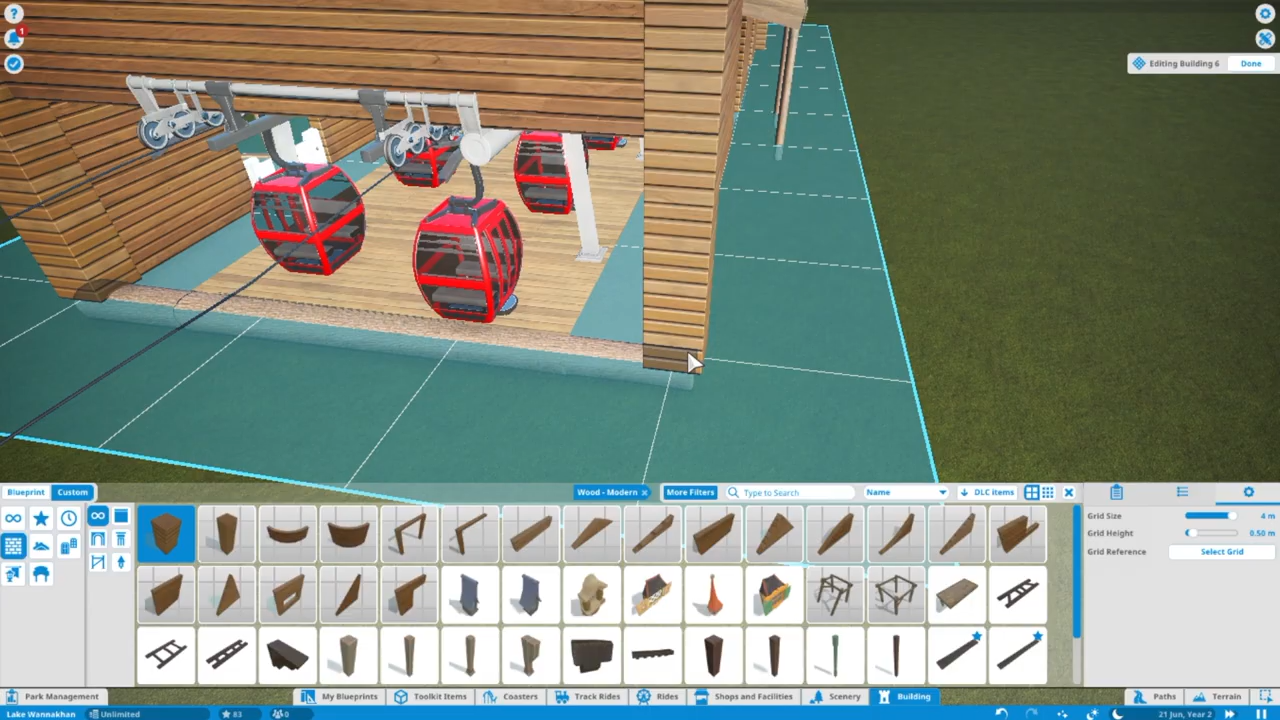 ?
1
Editing Building 6
Done
Blueprint
Custom
Wood - Modern ×
More Filters
Type to Search
Name
DLC Items
Grid Size
4 m
Grid Height
0.50 m
Grid Reference
Select Grid
Park Management
My Blueprints
Toolkit Items
Coasters
Track Rides
Rides
Shops and Facilities
Scenery
Building
Paths
Terrain
Lake Wannakhan
Unlimited
83
0
21 Jun, Year 2